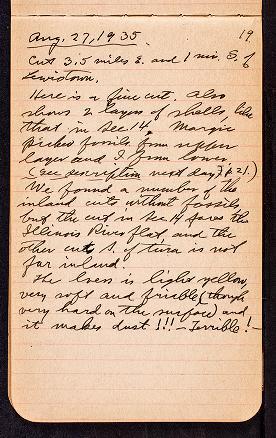 Aug. 27, 1935. 19
Cut 3.5 miles E. and 1 mi. S. of
Lewistown.
Here is a fine cut. Also
shows 2 layers of shells, like
that in Sec 14. Margie
picked fossils from upper
layer and I from lower.
(See description next day, p. 21.)
We found a number of the
inland cuts without fossils
but the cut in Sec 14 faces the
Illinois River flat, and the
other cut S. of turn is not
far inland.
The loess is light yellow,
very soft and friable (though
very hard on the surface) and
it makes dust!!! – Terrible! –